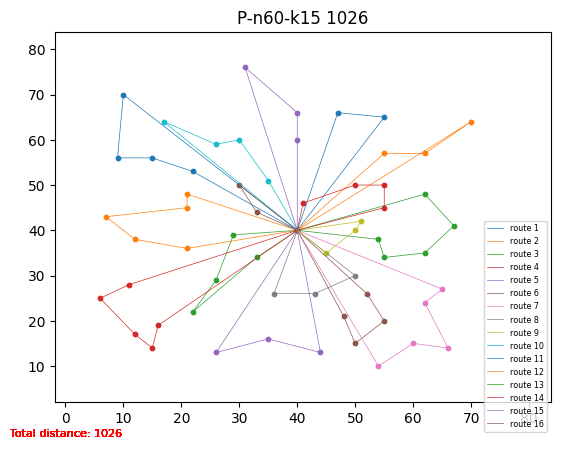 P-n60-k15 1026
80
70
60
50
40
30
20
10
0 10 20 30 40 50 60 70 80
route 1
route 2
route 3
route 4
route 5
route 6
route 7
route 8
route 9
route 10
route 11
route 12
route 13
route 14
route 15
route 16
Total distance: 1026